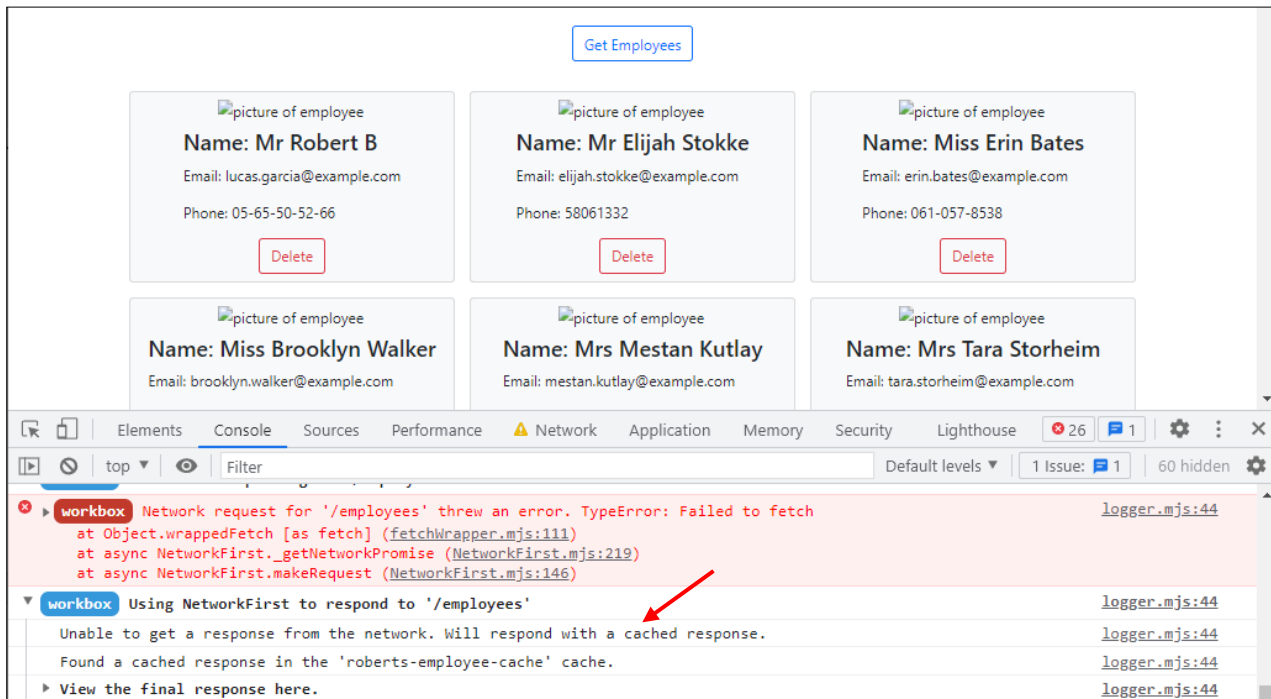 Get Employees
picture of employee picture of employee picture of employee
Name: Mr Robert B Name: Mr Elijah Stokke Name: Miss Erin Bates
Email: lucas.garcia@example.com Email: elijah.stokke@example.com Email: erin.bates@example.com
Phone: 05-65-50-52-66 Phone: 58061332 Phone: 061-057-8538
Delete Delete Delete
picture of employee picture of employee picture of employee
Name: Miss Brooklyn Walker Name: Mrs Mestan Kutlay Name: Mrs Tara Storheim
Email: brooklyn.walker@example.com Email: mestan.kutlay@example.com Email: tara.storheim@example.com
Elements Console Sources Performance Network Application Memory Security Lighthouse 26 1
top Filter Default levels 1 Issue: 1 60 hidden
workbox Network request for '/employees' threw an error. TypeError: Failed to fetch logger.mjs:44
at Object.wrappedFetch [as fetch] (fetchWrapper.mjs:111)
at async NetworkFirst._getNetworkPromise (NetworkFirst.mjs:219)
at async NetworkFirst.makeRequest (NetworkFirst.mjs:146)
workbox Using NetworkFirst to respond to '/employees' logger.mjs:44
Unable to get a response from the network. Will respond with a cached response. logger.mjs:44
Found a cached response in the 'roberts-employee-cache' cache. logger.mjs:44
View the final response here. logger.mjs:44